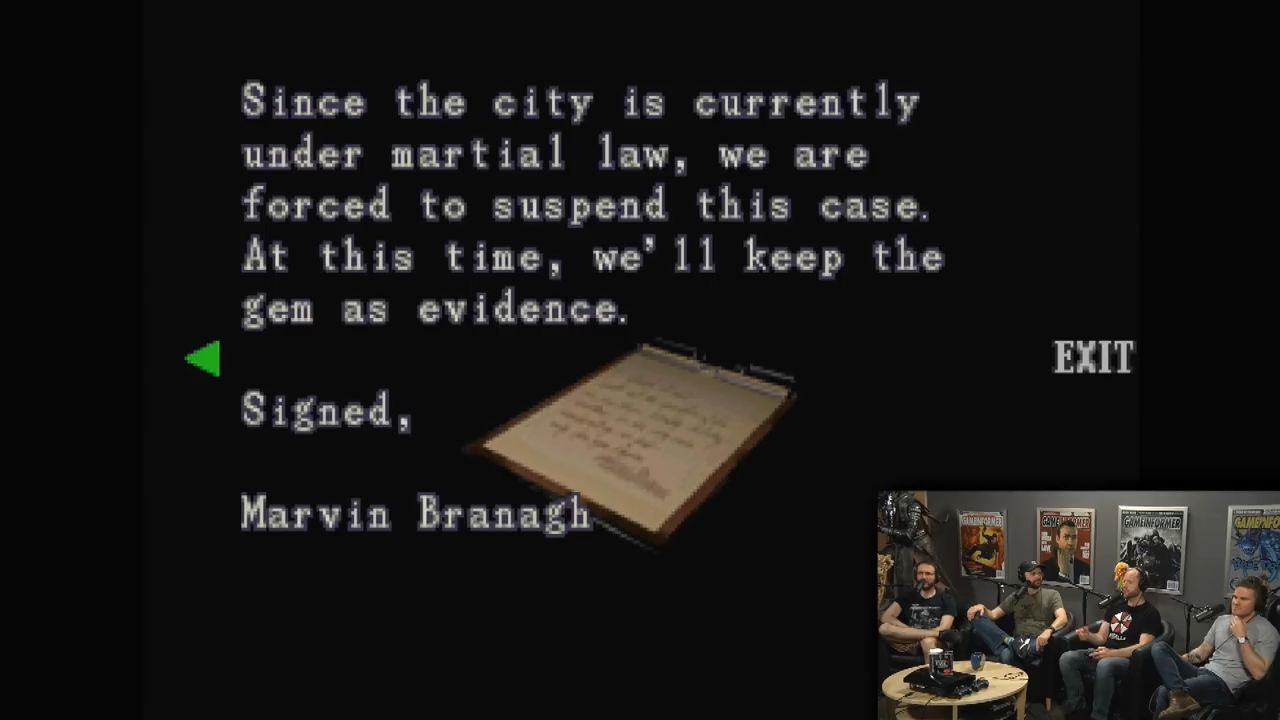 Since the city is currently
under martial law, we are
forced to suspend this case.
At this time, we'll keep the
gem as evidence.
EXIT
Signed,
Marvin Branagh
GAMEINFORMER
GAMEINFORMER
GAMEINFORMER